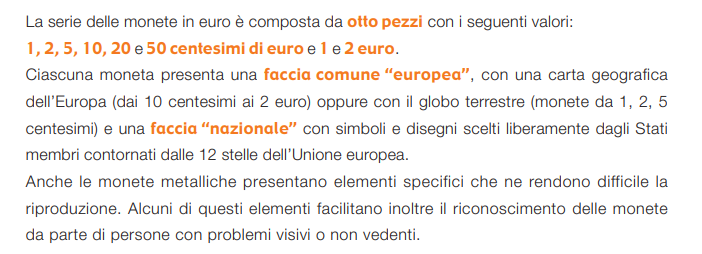 La serie delle monete in euro è composta da otto pezzi con i seguenti valori:
1, 2, 5, 10, 20 e 50 centesimi di euro e 1 e 2 euro.
Ciascuna moneta presenta una faccia comune “europea”, con una carta geografica
dell’Europa (dai 10 centesimi ai 2 euro) oppure con il globo terrestre (monete da 1, 2, 5
centesimi) e una faccia “nazionale” con simboli e disegni scelti liberamente dagli Stati
membri contornati dalle 12 stelle dell’Unione europea.
Anche le monete metalliche presentano elementi specifici che ne rendono difficile la
riproduzione. Alcuni di questi elementi facilitano inoltre il riconoscimento delle monete
da parte di persone con problemi visivi o non vedenti.